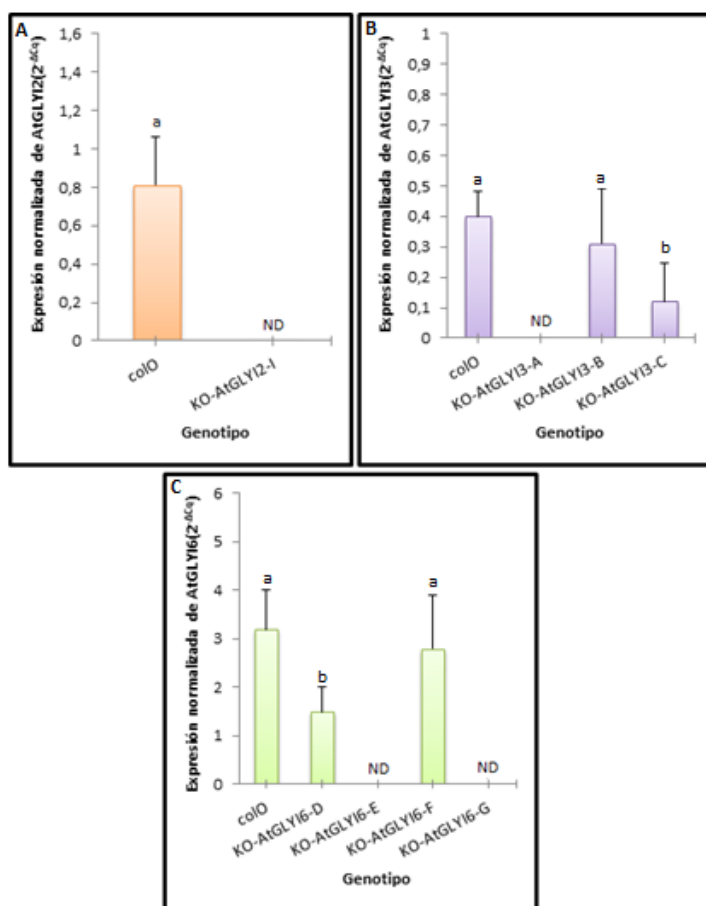 A
Expresión normalizada de AtGLYI2(2-ΔCq)
1,6
1,4
1,2
1
0,8
0,6
0,4
0,2
0
a
ND
colO
KO-AtGLYI2-I
Genotipo
B
Expresión normalizada de AtGLYI3(2-ΔCq)
1
0,9
0,8
0,7
0,6
0,5
0,4
0,3
0,2
0,1
0
a
ND
a
b
colO
KO-AtGLYI3-A
KO-AtGLYI3-B
KO-AtGLYI3-C
Genotipo
C
Expresión normalizada de AtGLYI6(2-ΔCq)
6
5
4
3
2
1
0
a
b
ND
a
ND
colO
KO-AtGLYI6-D
KO-AtGLYI6-E
KO-AtGLYI6-F
KO-AtGLYI6-G
Genotipo